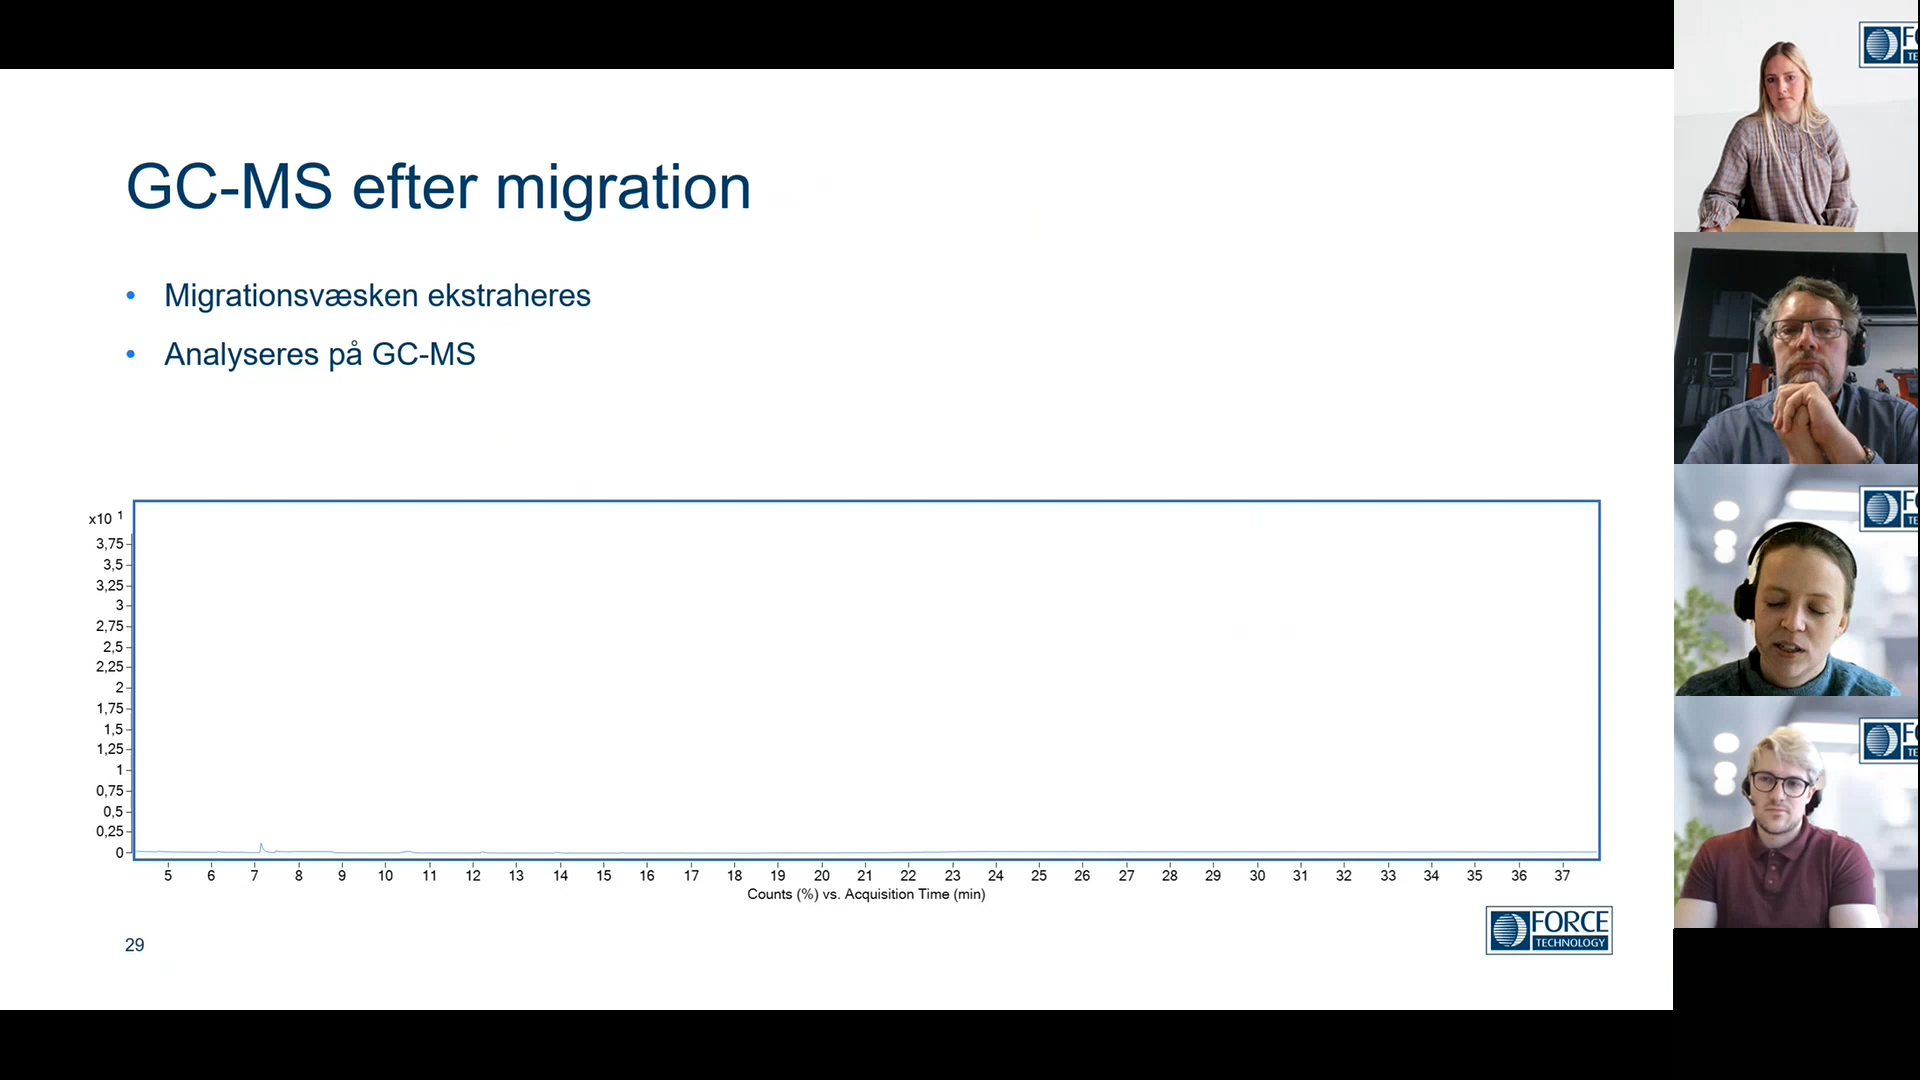 GC-MS efter migration
• Migrationsvæsken ekstraheres
• Analyseres på GC-MS
x10 1
3,75
3,5
3,25
3
2,75
2,5
2,25
2
1,75
1,5
1,25
1
0,75
0,5
0,25
0
5 6 7 8 9 10 11 12 13 14 15 16 17 18 19 20 21 22 23 24 25 26 27 28 29 30 31 32 33 34 35 36 37
Counts (%) vs. Acquisition Time (min)
29
FORCE
TECHNOLOGY
F
TE
F
TE
F
TE